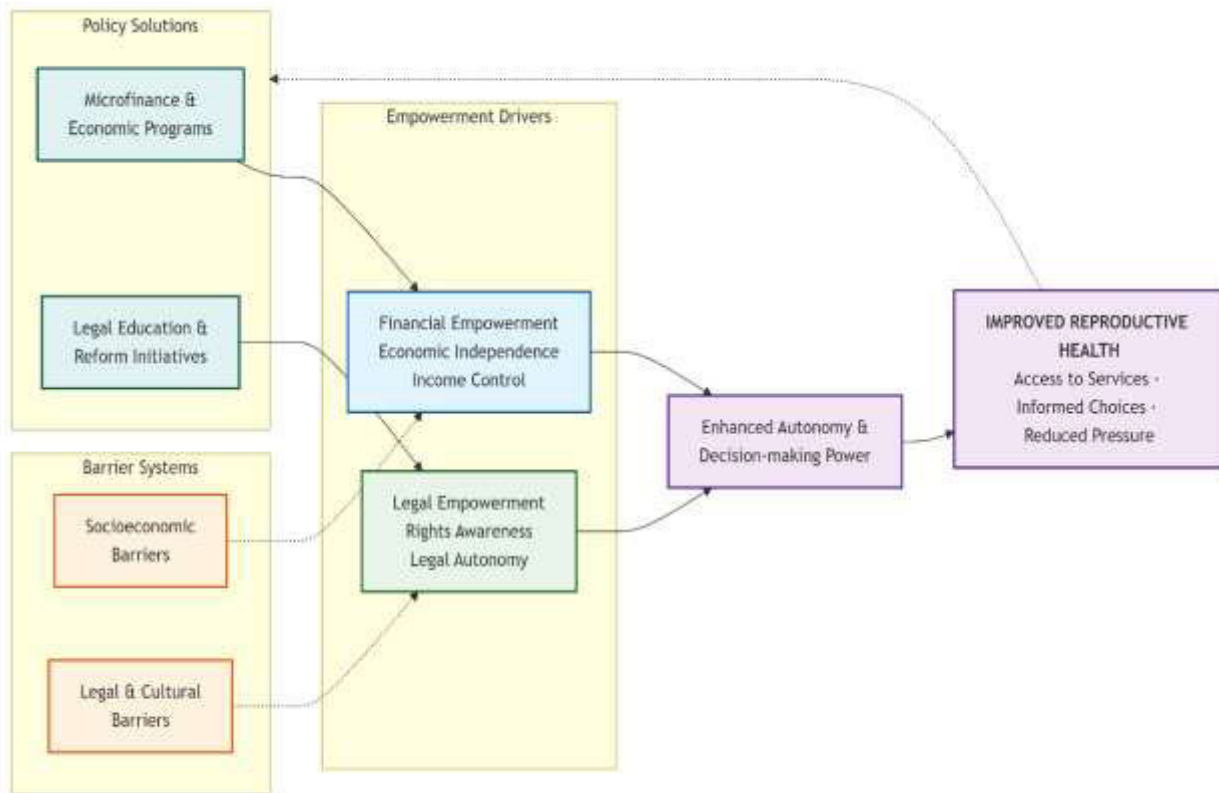 Policy Solutions
Microfinance &
Economic Programs
Legal Education &
Reform Initiatives
Barrier Systems
Socioeconomic
Barriers
Legal & Cultural
Barriers
Empowerment Drivers
Financial Empowerment
Economic Independence
Income Control
Legal Empowerment
Rights Awareness
Legal Autonomy
Enhanced Autonomy &
Decision-making Power
IMPROVED REPRODUCTIVE
HEALTH
Access to Services ·
Informed Choices ·
Reduced Pressure